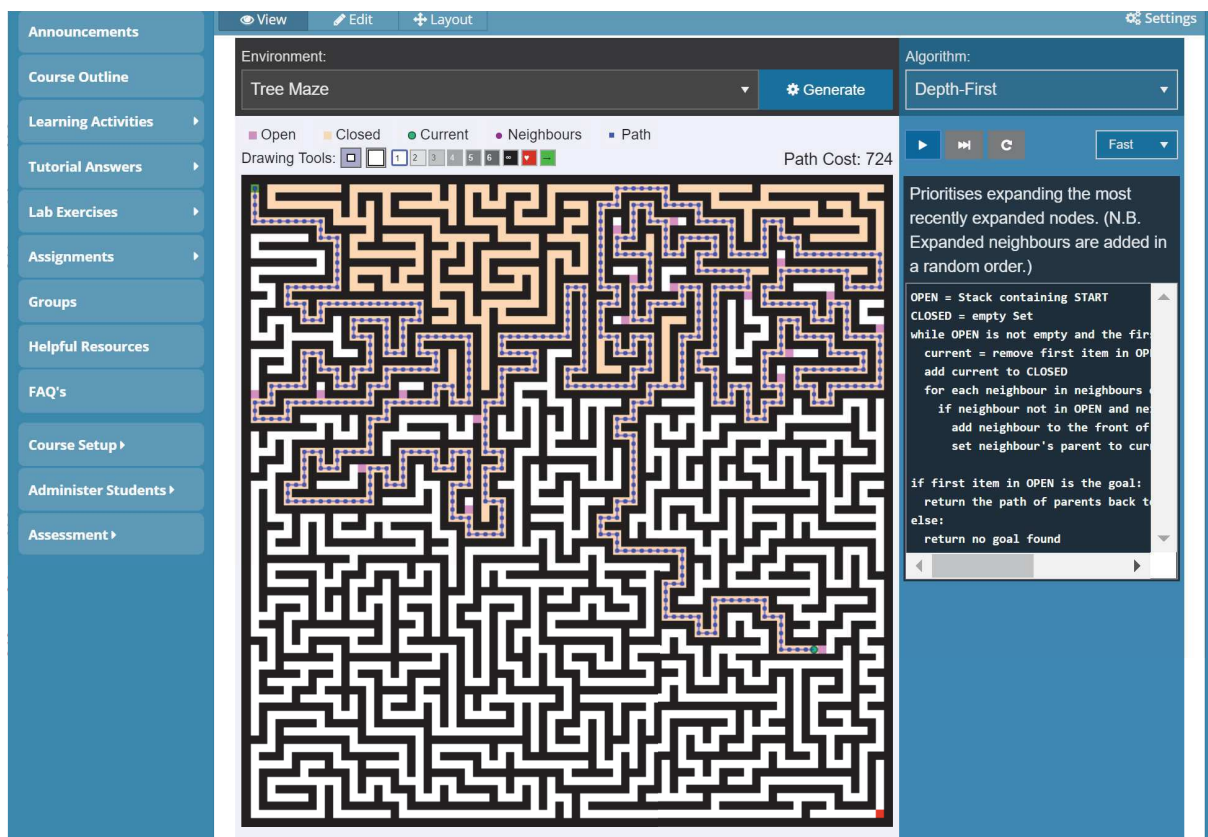 View Edit Layout Settings
Announcements
Course Outline
Learning Activities
Tutorial Answers
Lab Exercises
Assignments
Groups
Helpful Resources
FAQ's
Course Setup
Administer Students
Assessment
Environment:
Tree Maze
Generate
Open Closed Current Neighbours Path
Drawing Tools: 1 2 3 4 5 6 ∞
Path Cost: 724
Algorithm:
Depth-First
Fast
Prioritises expanding the most
recently expanded nodes. (N.B.
Expanded neighbours are added in
a random order.)
OPEN = Stack containing START
CLOSED = empty Set
while OPEN is not empty and the fir
current = remove first item in OP
add current to CLOSED
for each neighbour in neighbours
if neighbour not in OPEN and ne
add neighbour to the front of
set neighbour's parent to cur
if first item in OPEN is the goal:
return the path of parents back t
else:
return no goal found